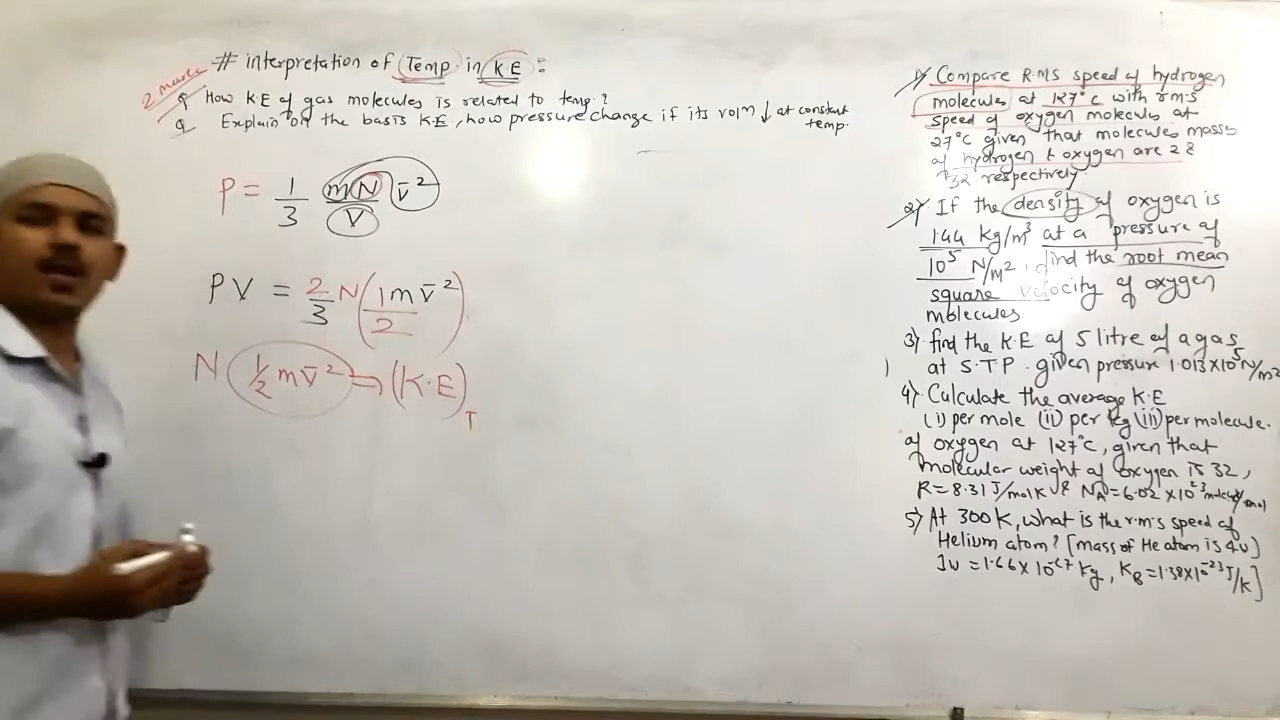 # interpretation of Temp in K.E :
2 marks
Q How K.E of gas molecules is related to temp.?
Q Explain on the basis K.E, how pressure change if its volm ↓ at constant
temp.
P = 1/3 mN/V v̄²
PV = 2/3 N (1/2 m v̄²)
N 1/2 m v̄² ⇒ (K.E)T
1) Compare R.M.S speed of hydrogen
molecules at 127°c with r.m.s
speed of oxygen molecules at
27°C given that molecules masses
of hydrogen & oxygen are 2 &
32 respectively.
2) If the density of oxygen is
1.44 kg/m³ at a pressure of
10⁵ N/m², find the root mean
square velocity of oxygen
molecules
3) find the K.E of 5 litre of a gas
at S.T.P. given pressure 1.013×10⁵N/m²
4) Calculate the average K.E
(i) per mole (ii) per kg (iii) per molecule.
of oxygen at 127°C, given that
molecular weight of oxygen is 32,
R=8.31 J/mol K & N_A=6.02×10²³ molecule/mol
5) At 300K, what is the r.m.s speed of
Helium atom? [mass of He atom is 4u]
1u = 1.66×10⁻²⁷ kg, K_B=1.38×10⁻²³J/K]